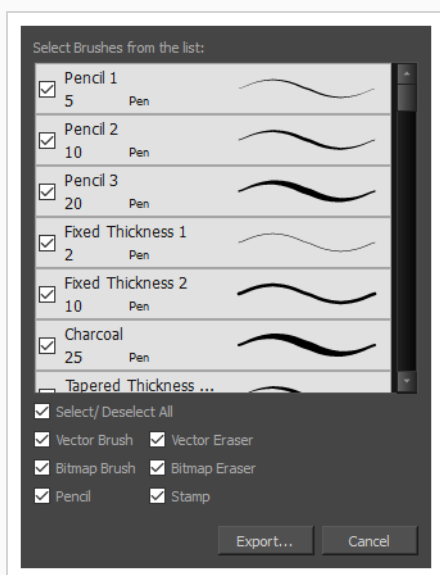 Select Brushes from the list:
Pencil 1
5 Pen
Pencil 2
10 Pen
Pencil 3
20 Pen
Fixed Thickness 1
2 Pen
Fixed Thickness 2
10 Pen
Charcoal
25 Pen
Tapered Thickness ...
Select/ Deselect All
Vector Brush Vector Eraser
Bitmap Brush Bitmap Eraser
Pencil Stamp
Export... Cancel